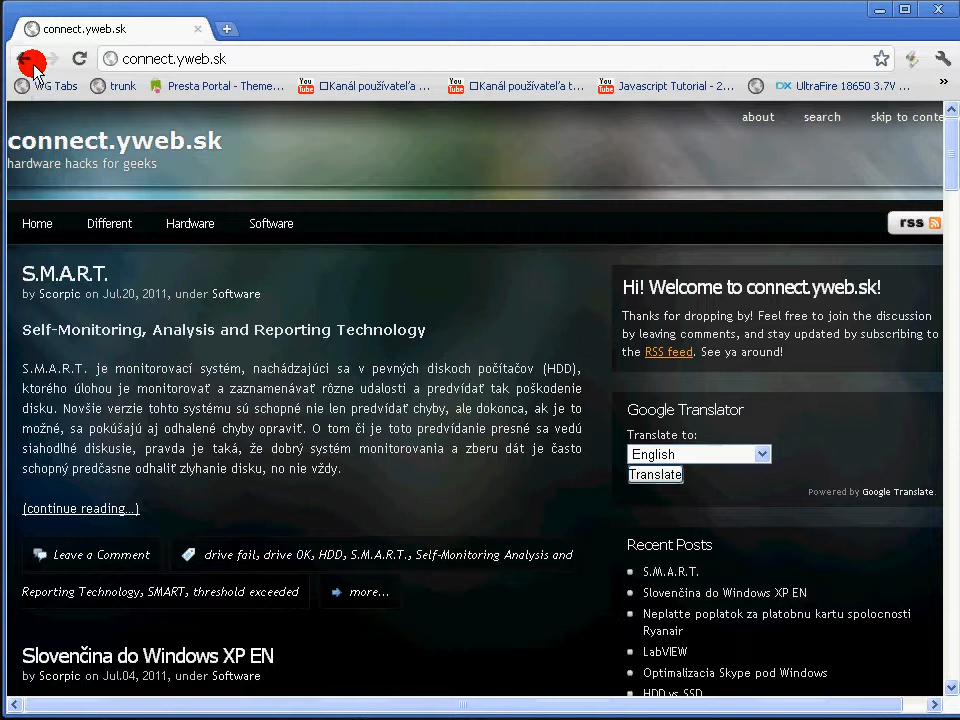 connect.yweb.sk
connect.yweb.sk
WG Tabs
trunk
Presta Portal - Theme...
Kanál používateľa ...
Kanál používateľa t...
Javascript Tutorial - 2...
DX UltraFire 18650 3.7V ...
about
search
skip to conte
connect.yweb.sk
hardware hacks for geeks
Home
Different
Hardware
Software
rss
S.M.A.R.T.
by Scorpic on Jul.20, 2011, under Software
Self-Monitoring, Analysis and Reporting Technology
S.M.A.R.T. je monitorovací systém, nachádzajúci sa v pevných diskoch počítačov (HDD),
ktorého úlohou je monitorovať a zaznamenávať rôzne udalosti a predvídať tak poškodenie
disku. Novšie verzie tohto systému sú schopné nie len predvídať chyby, ale dokonca, ak je to
možné, sa pokúšajú aj odhalené chyby opraviť. O tom či je toto predvídanie presné sa vedú
siahodlhé diskusie, pravda je taká, že dobrý systém monitorovania a zberu dát je často
schopný predčasne odhaliť zlyhanie disku, no nie vždy.
(continue reading...)
Leave a Comment
drive fail, drive OK, HDD, S.M.A.R.T., Self-Monitoring Analysis and
Reporting Technology, SMART, threshold exceeded
more...
Slovenčina do Windows XP EN
by Scorpic on Jul.04, 2011, under Software
Hi! Welcome to connect.yweb.sk!
Thanks for dropping by! Feel free to join the discussion
by leaving comments, and stay updated by subscribing to
the RSS feed. See ya around!
Google Translator
Translate to:
English
Translate
Powered by Google Translate.
Recent Posts
S.M.A.R.T.
Slovenčina do Windows XP EN
Neplatte poplatok za platobnu kartu spolocnosti
Ryanair
LabVIEW
Optimalizacia Skype pod Windows
HDD vs SSD